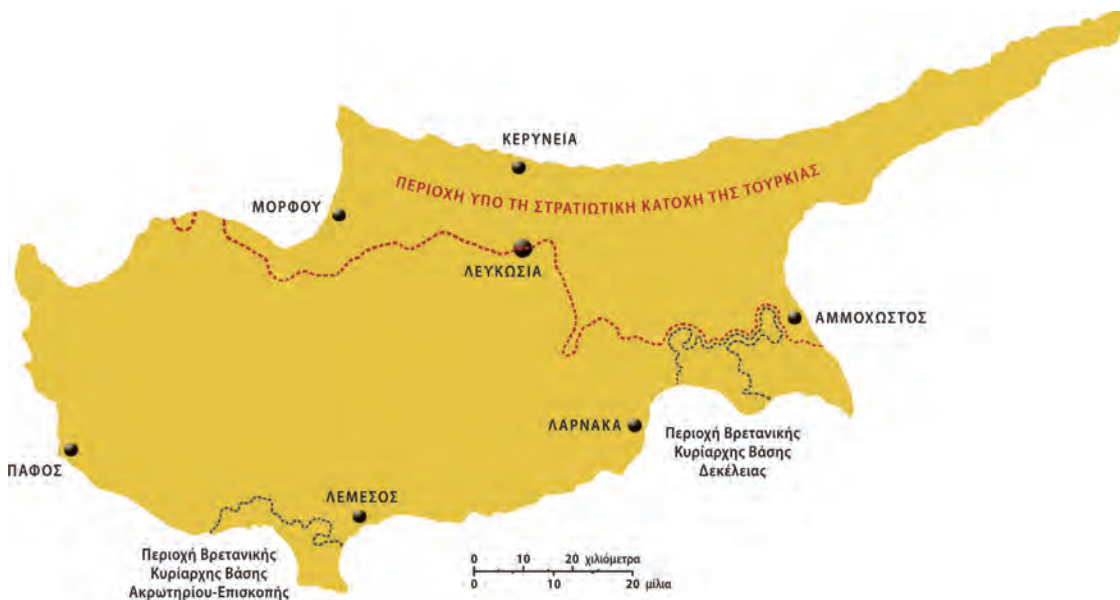 ΚΕΡΥΝΕΙΑ
ΠΕΡΙΟΧΗ ΥΠΟ ΤΗ ΣΤΡΑΤΙΩΤΙΚΗ ΚΑΤΟΧΗ ΤΗΣ ΤΟΥΡΚΙΑΣ
ΜΟΡΦΟΥ
ΛΕΥΚΩΣΙΑ
ΑΜΜΟΧΩΣΤΟΣ
ΛΑΡΝΑΚΑ
Περιοχή Βρετανικής
Κυρίαρχης Βάσης
Δεκέλειας
ΠΑΦΟΣ
ΛΕΜΕΣΟΣ
Περιοχή Βρετανικής
Κυρίαρχης Βάσης
Ακρωτηρίου-Επισκοπής
0 10 20 χιλιόμετρα
0 10 20 μίλια